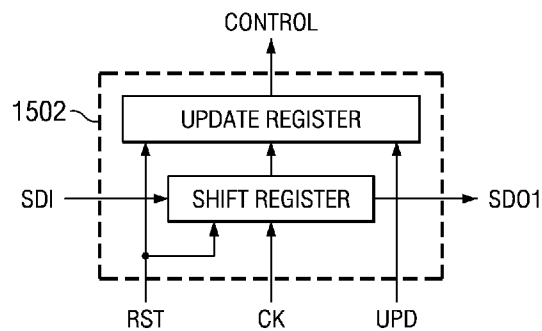 CONTROL
1502
UPDATE REGISTER
SDI
SHIFT REGISTER
SDO1
RST
CK
UPD